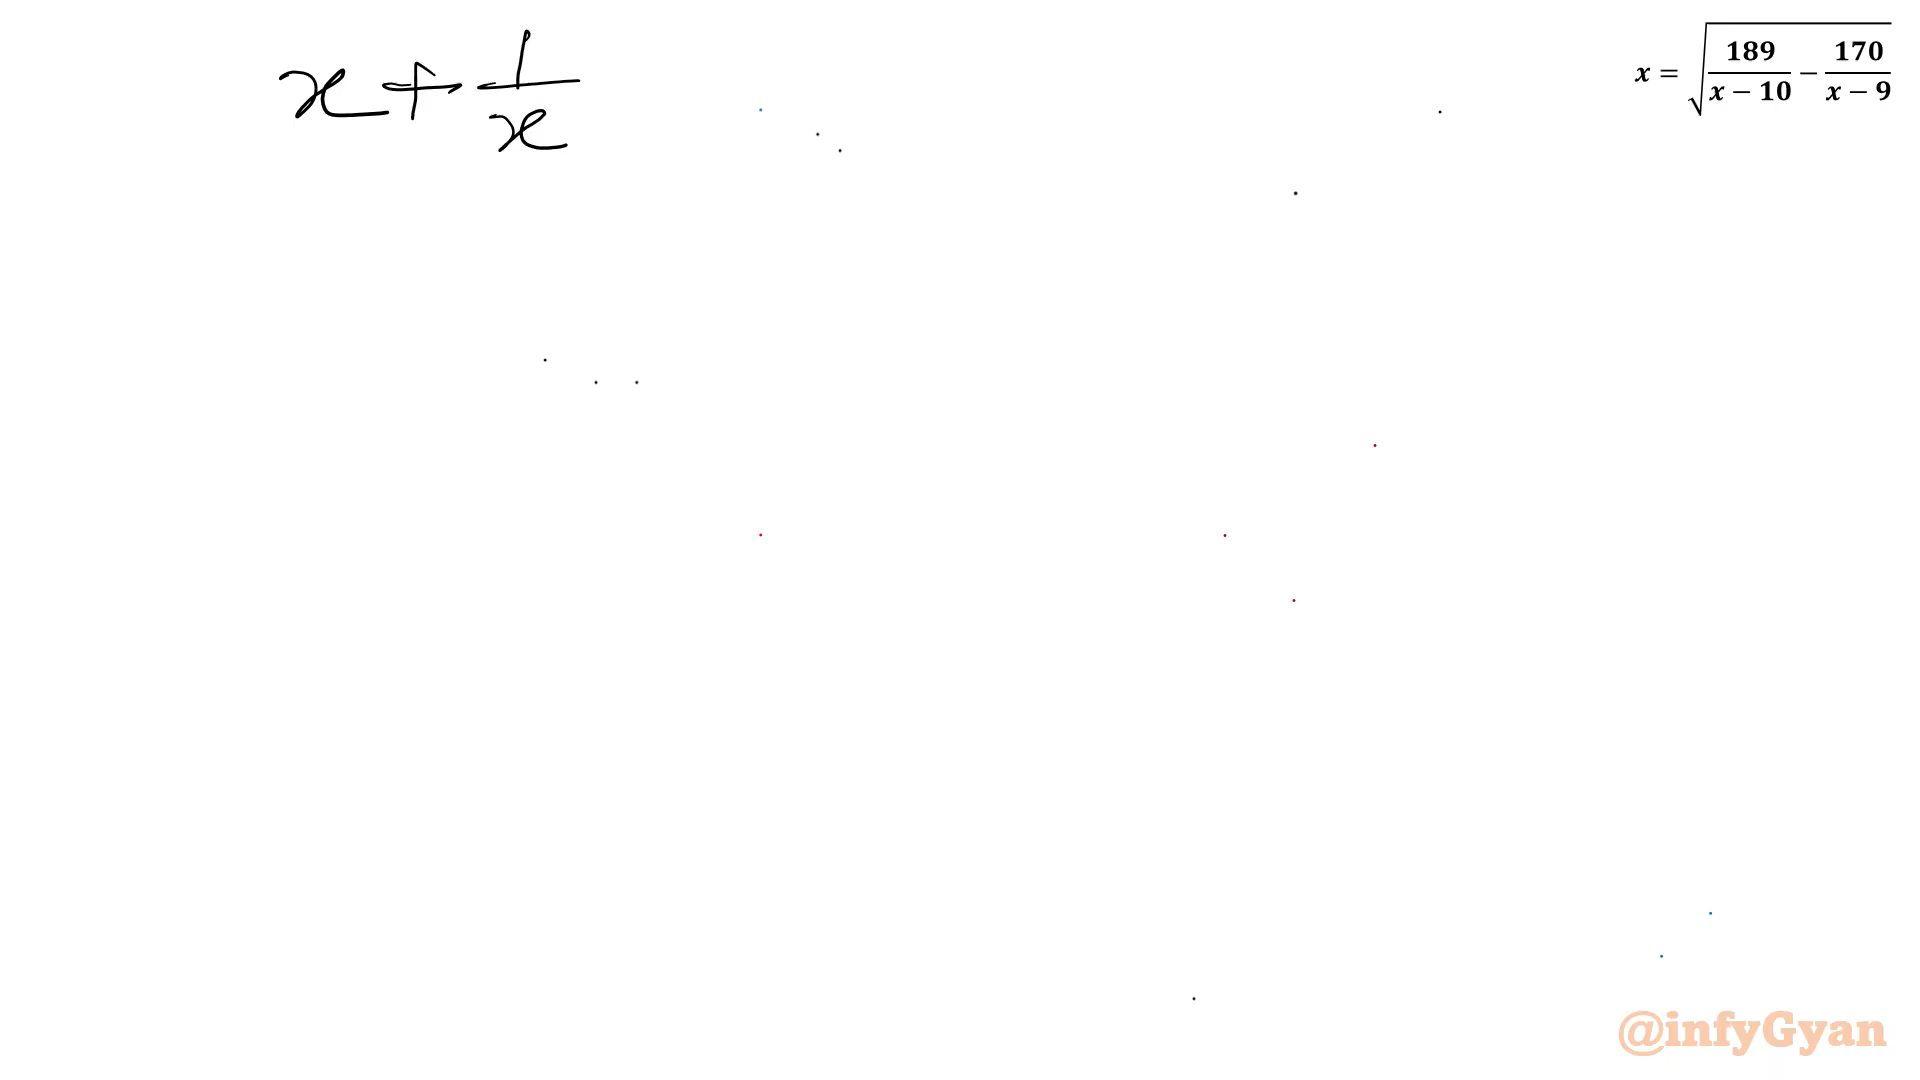 x + 1/x
x = √(189/(x − 10) − 170/(x − 9))
@infyGyan